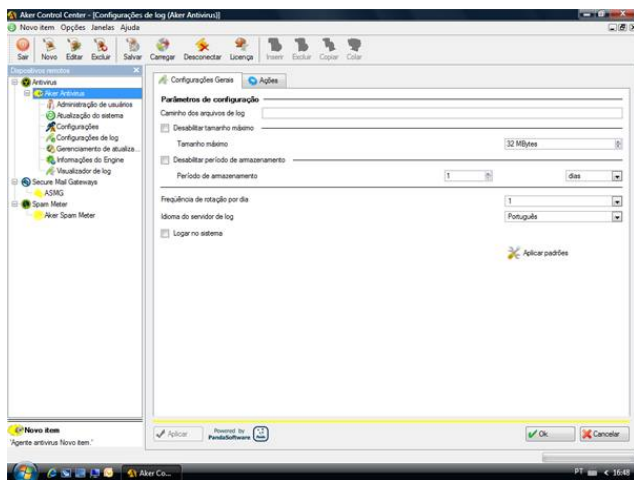 Aker Control Center - [Configurações de log (Aker Antivirus)]
Novo item Opções Janelas Ajuda
Sair Novo Editar Excluir Salvar Carregar Desconectar Licença Inserir Excluir Copiar Colar
Dispositivos remotos
Antivirus
Aker Antivirus
Administração de usuários
Atualização do sistema
Configurações
Configurações de log
Gerenciamento de atualiza...
Informações do Engine
Visualizador de log
Secure Mail Gateways
ASMG
Spam Meter
Aker Spam Meter
Configurações Gerais Ações
Parâmetros de configuração
Caminho dos arquivos de log
Desabilitar tamanho máximo
Tamanho máximo 32 MBytes
Desabilitar período de armazenamento
Período de armazenamento 1 dias
Freqüência de rotação por dia 1
Idioma do servidor de log Português
Logar no sistema
Aplicar padrões
Novo item
"Agente antivirus Novo item."
Aplicar
Powered by
PandaSoftware
Ok Cancelar
Aker Co...
PT < 16:48